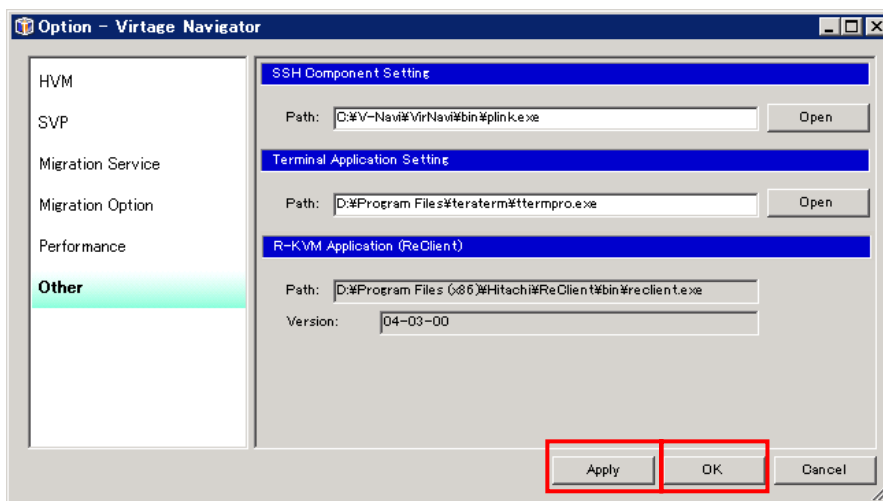 Option - Virtage Navigator
HVM
SVP
Migration Service
Migration Option
Performance
Other
SSH Component Setting
Path: C:¥V-Navi¥VirNavi¥bin¥plink.exe Open
Terminal Application Setting
Path: D:¥Program Files¥teraterm¥ttermpro.exe Open
R-KVM Application (ReClient)
Path: D:¥Program Files (x86)¥Hitachi¥ReClient¥bin¥reclient.exe
Version: 04-03-00
Apply OK Cancel